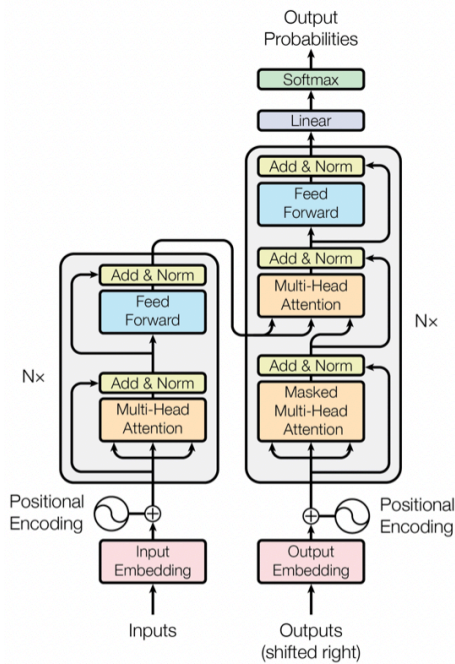 Output
Probabilities
Softmax
Linear
Add & Norm
Feed
Forward
Add & Norm
Multi-Head
Attention
Add & Norm
Masked
Multi-Head
Attention
N×
Add & Norm
Feed
Forward
Add & Norm
Multi-Head
Attention
N×
Positional
Encoding
Positional
Encoding
Input
Embedding
Output
Embedding
Inputs
Outputs
(shifted right)